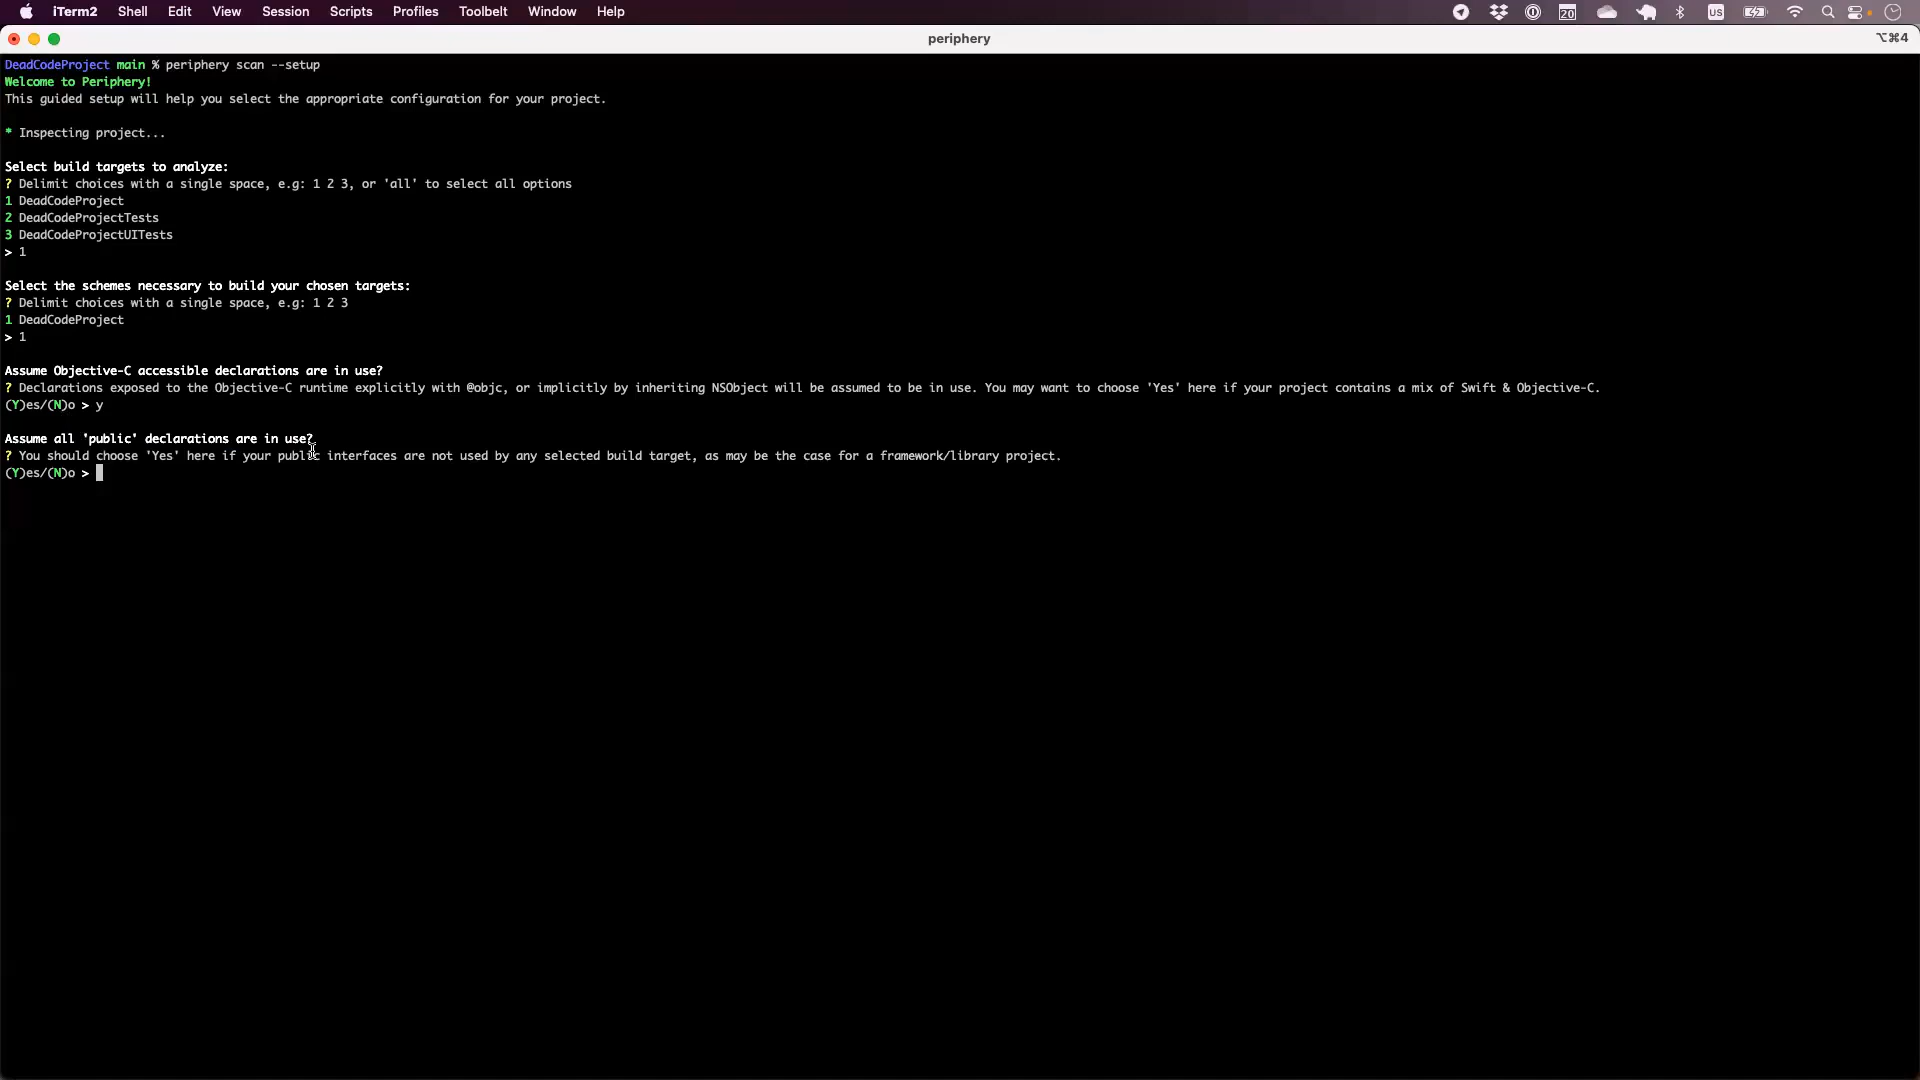 iTerm2 Shell Edit View Session Scripts Profiles Toolbelt Window Help 20 US
periphery ⌥⌘4
DeadCodeProject main % periphery scan --setup
Welcome to Periphery!
This guided setup will help you select the appropriate configuration for your project.
* Inspecting project...
Select build targets to analyze:
? Delimit choices with a single space, e.g: 1 2 3, or 'all' to select all options
1 DeadCodeProject
2 DeadCodeProjectTests
3 DeadCodeProjectUITests
> 1
Select the schemes necessary to build your chosen targets:
? Delimit choices with a single space, e.g: 1 2 3
1 DeadCodeProject
> 1
Assume Objective-C accessible declarations are in use?
? Declarations exposed to the Objective-C runtime explicitly with @objc, or implicitly by inheriting NSObject will be assumed to be in use. You may want to choose 'Yes' here if your project contains a mix of Swift & Objective-C.
(Y)es/(N)o > y
Assume all 'public' declarations are in use?
? You should choose 'Yes' here if your public interfaces are not used by any selected build target, as may be the case for a framework/library project.
(Y)es/(N)o >